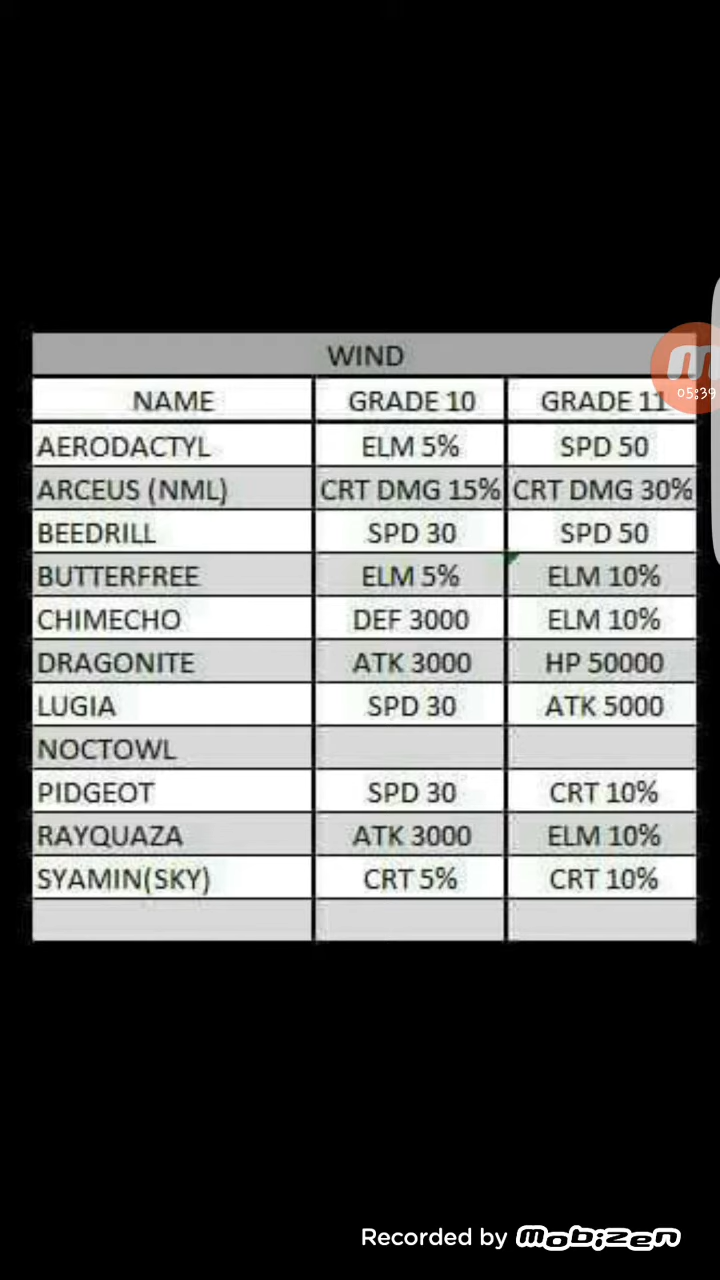 WIND
NAME GRADE 10 GRADE 11
AERODACTYL ELM 5% SPD 50
ARCEUS (NML) CRT DMG 15% CRT DMG 30%
BEEDRILL SPD 30 SPD 50
BUTTERFREE ELM 5% ELM 10%
CHIMECHO DEF 3000 ELM 10%
DRAGONITE ATK 3000 HP 50000
LUGIA SPD 30 ATK 5000
NOCTOWL
PIDGEOT SPD 30 CRT 10%
RAYQUAZA ATK 3000 ELM 10%
SYAMIN(SKY) CRT 5% CRT 10%
m
05:39
Recorded by mobizen